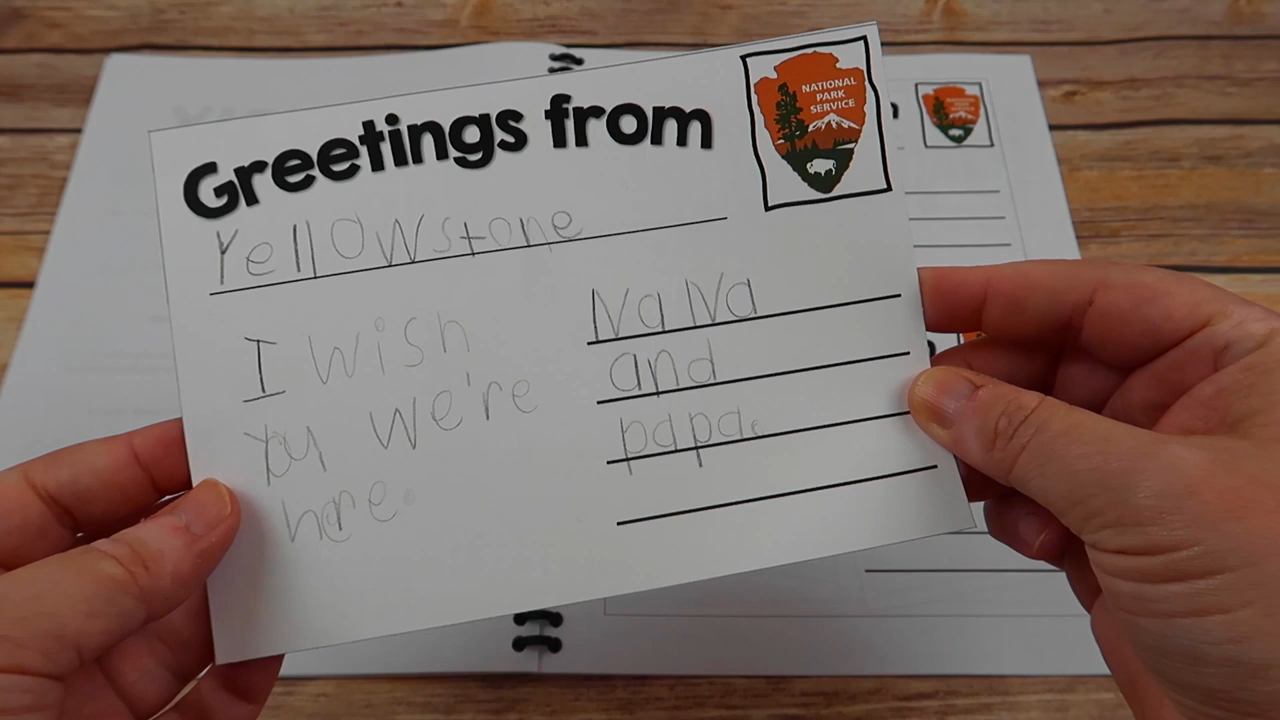 Greetings from
NATIONAL
PARK
SERVICE
Yellowstone
I wish
you we're
here.
NaNa
and
papa.